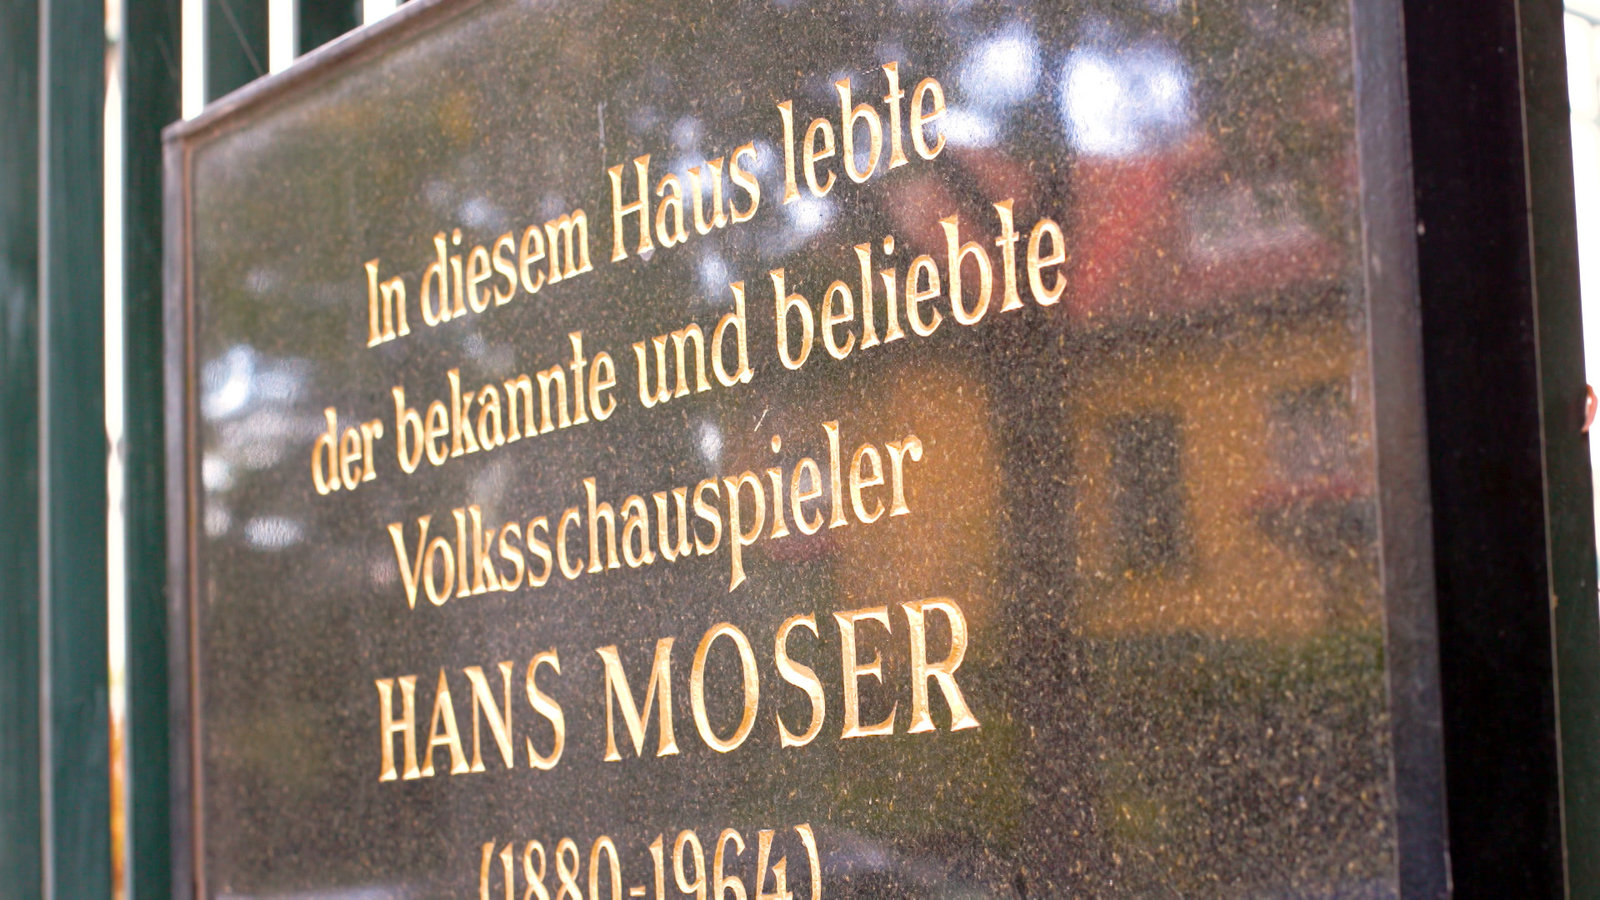 In diesem Haus lebte
der bekannte und beliebte
Volksschauspieler
HANS MOSER
(1880-1964)